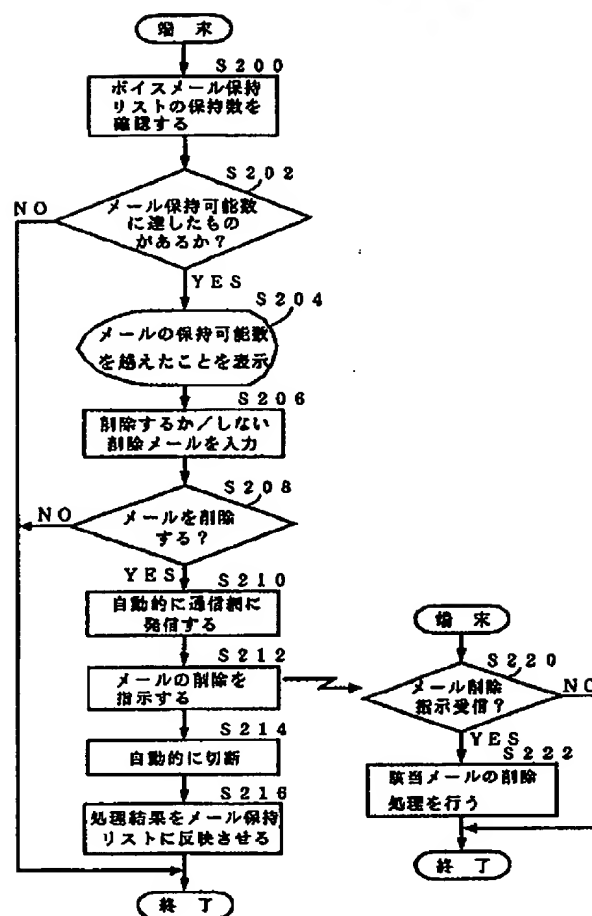 端 末
S200
ボイスメール保持
リストの保持数を
確認する
S202
NO
メール保持可能数
に達したもの
があるか？
YES
S204
メールの保持可能数
を越えたことを表示
S206
削除するか／しない
削除メールを入力
S208
NO
メールを削除
する？
YES
S210
自動的に通信網に
発信する
S212
メールの削除を
指示する
S214
自動的に切断
S216
処理結果をメール保持
リストに反映させる
終 了
端 末
S220
メール削除
指示受信？
NO
YES
S222
該当メールの削除
処理を行う
終 了